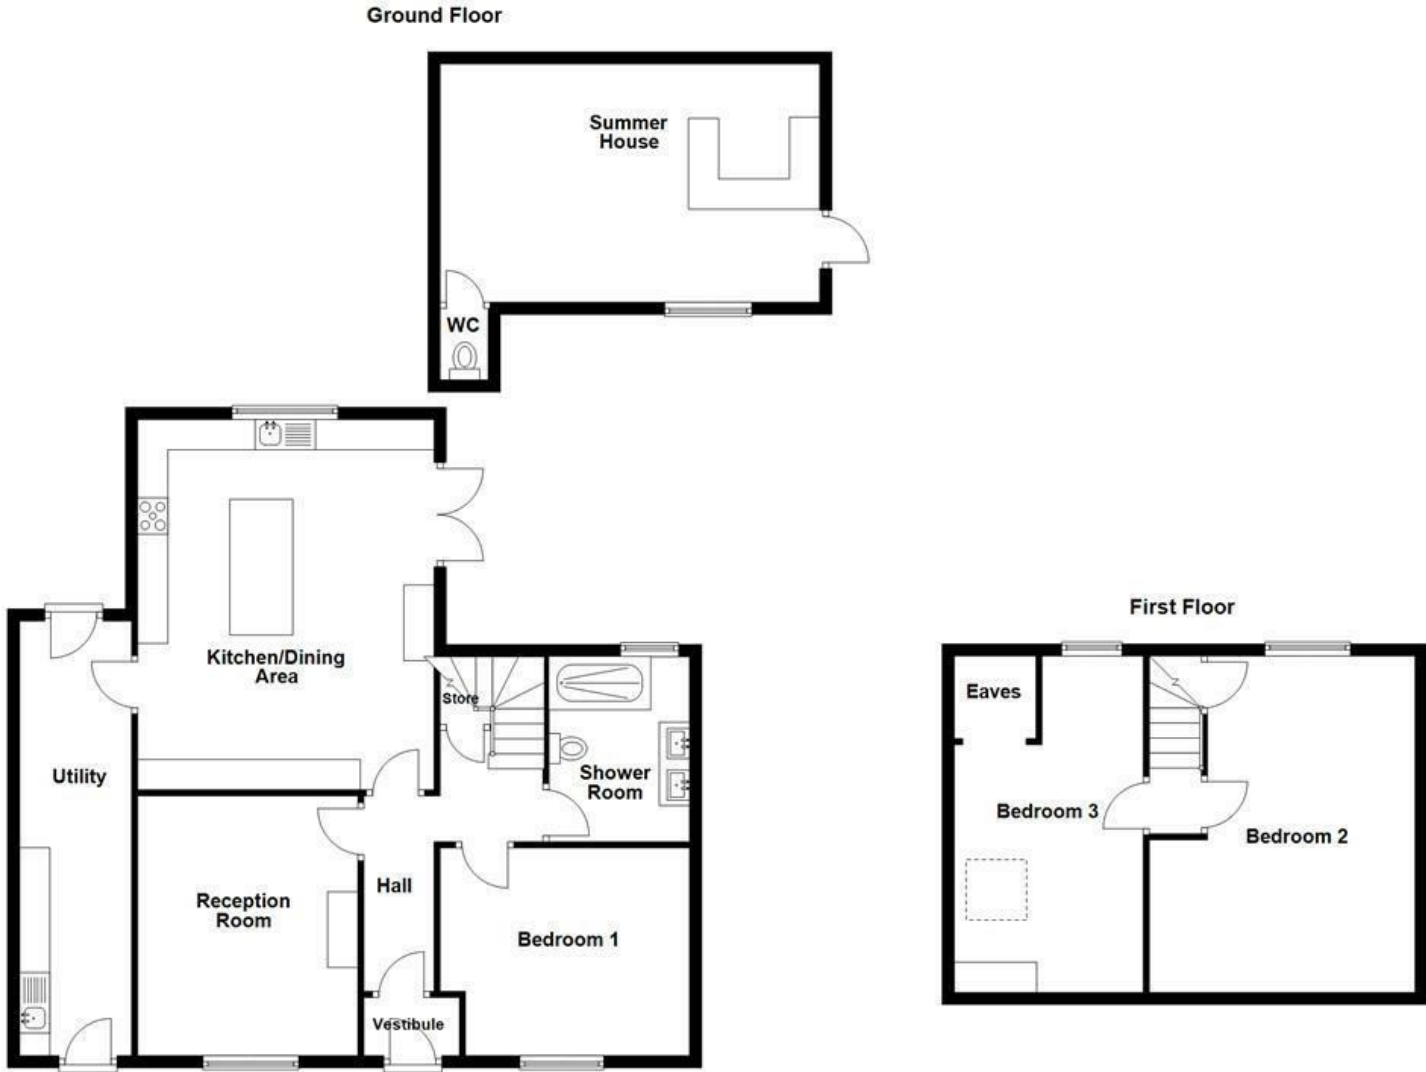 Ground Floor
Summer
House
WC
Kitchen/Dining
Area
Store
Utility
Shower
Room
Reception
Room
Hall
Bedroom 1
Vestibule
First Floor
Eaves
Bedroom 3
Bedroom 2